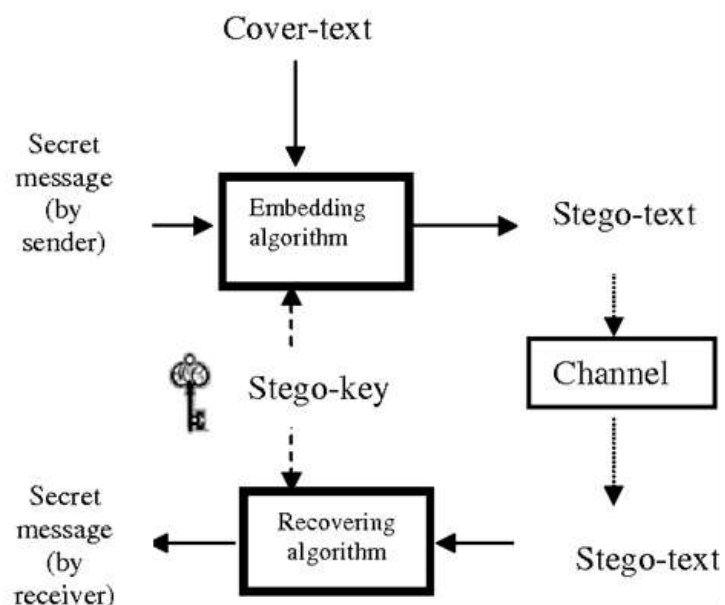 Cover-text
Secret
message
(by
sender)
Embedding
algorithm
Stego-text
Stego-key
Channel
Secret
message
(by
receiver)
Recovering
algorithm
Stego-text